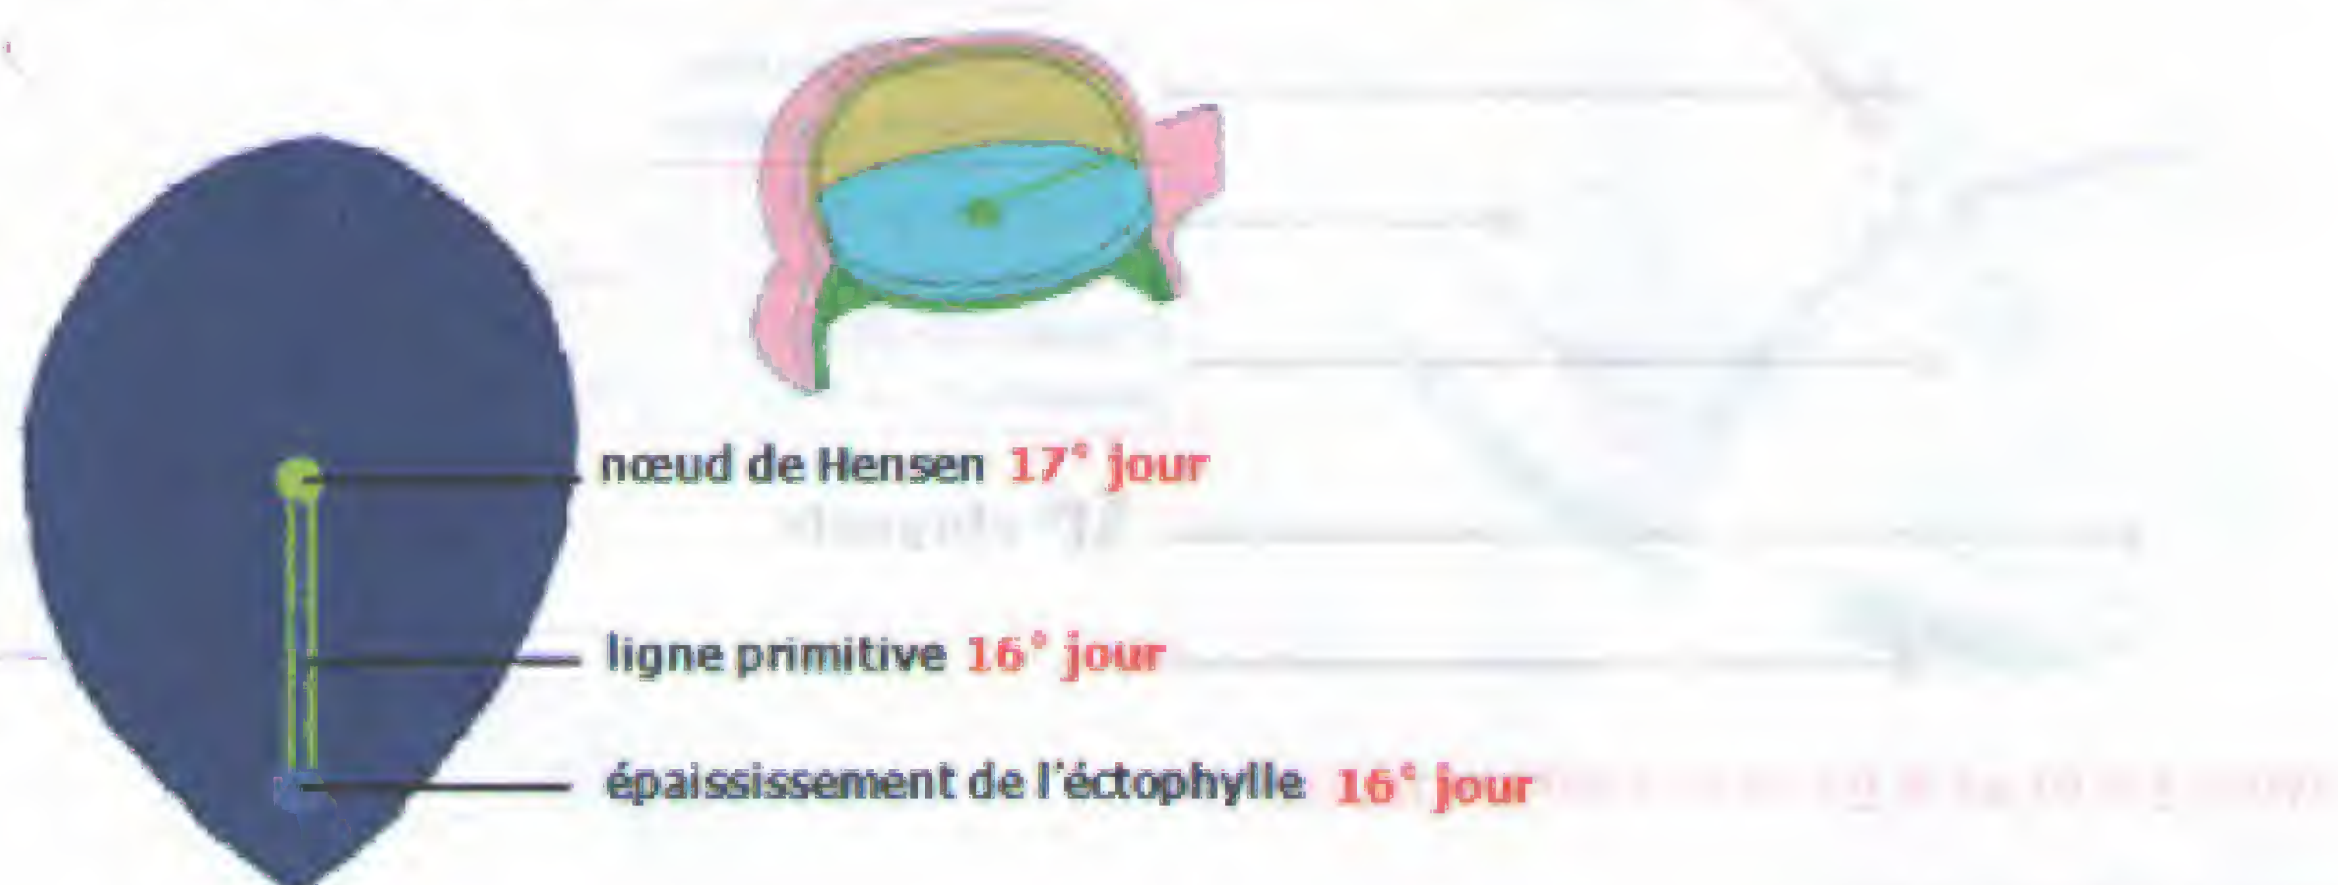 nœud de Hensen 17° jour
ligne primitive 16° jour
épaississement de l'éctophylle 16° jour